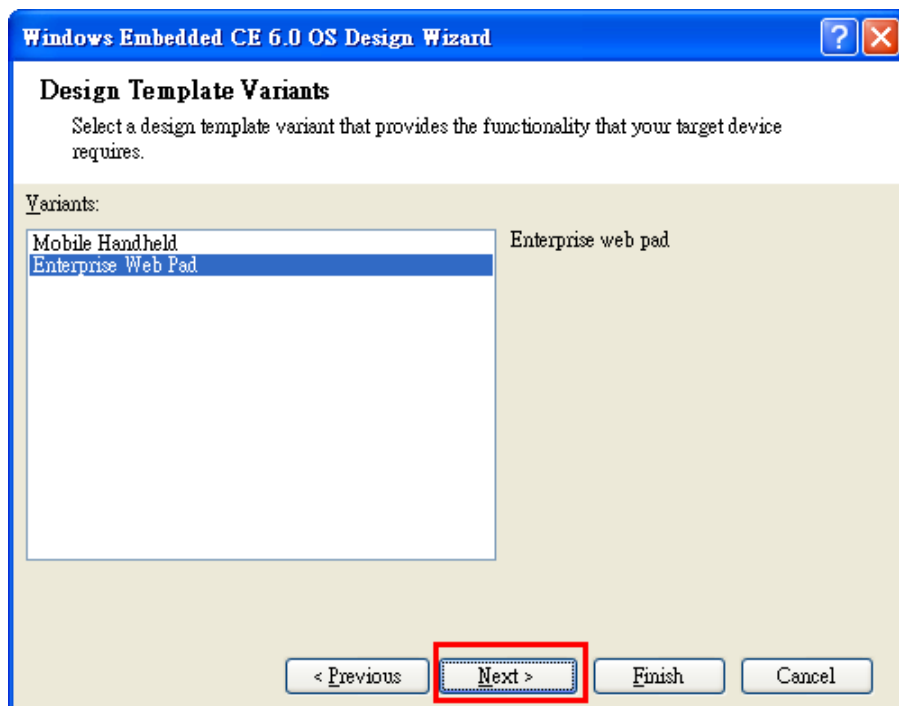 Windows Embedded CE 6.0 OS Design Wizard
Design Template Variants
Select a design template variant that provides the functionality that your target device
requires.
Variants:
Mobile Handheld
Enterprise Web Pad
Enterprise web pad
< Previous
Next >
Finish
Cancel